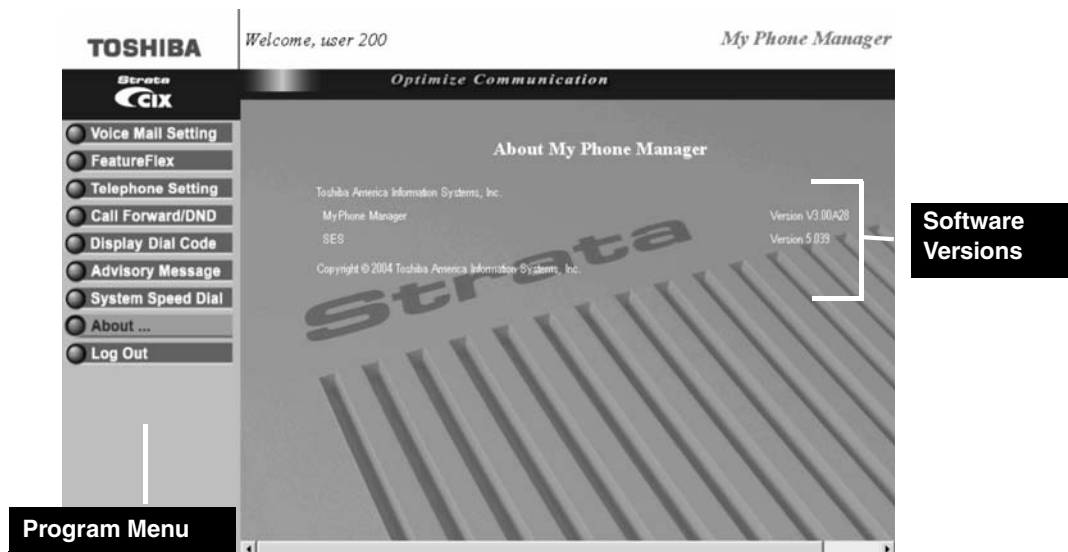 TOSHIBA
Welcome, user 200
My Phone Manager
Strata
CIX
Optimize Communication
Voice Mail Setting
FeatureFlex
Telephone Setting
Call Forward/DND
Display Dial Code
Advisory Message
System Speed Dial
About ...
Log Out
About My Phone Manager
Toshiba America Information Systems, Inc.
My Phone Manager
Version V3.00A28
SES
Version 5.039
Copyright © 2004 Toshiba America Information Systems, Inc.
Strata
Software
Versions
Program Menu